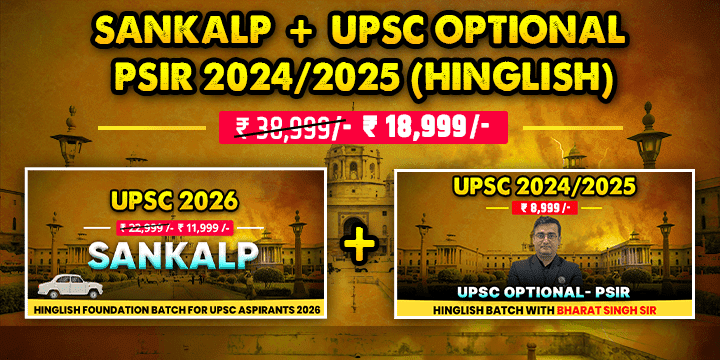 SANKALP + UPSC OPTIONAL
PSIR 2024/2025 (HINGLISH)
₹ 38,999/- ₹ 18,999/-
UPSC 2026
₹ 22,999/- ₹ 11,999/-
SANKALP
HINGLISH FOUNDATION BATCH FOR UPSC ASPIRANTS 2026
+
UPSC 2024/2025
₹ 8,999/-
UPSC OPTIONAL- PSIR
HINGLISH BATCH WITH BHARAT SINGH SIR